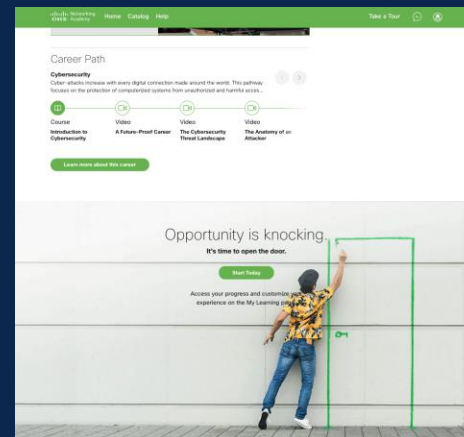 cisco Networking Academy Home Catalog Help Take a Tour
Career Path
Cybersecurity
Cyber-attacks increase with every digital connection made around the world. This pathway
focuses on the protection of computerized systems from unauthorized and harmful acces...
Course Video Video Video
Introduction to Cybersecurity
A Future-Proof Career
The Cybersecurity Threat Landscape
The Anatomy of an Attacker
Learn more about this career
Opportunity is knocking.
It's time to open the door.
Start Today
Access your progress and customize
experience on the My Learning